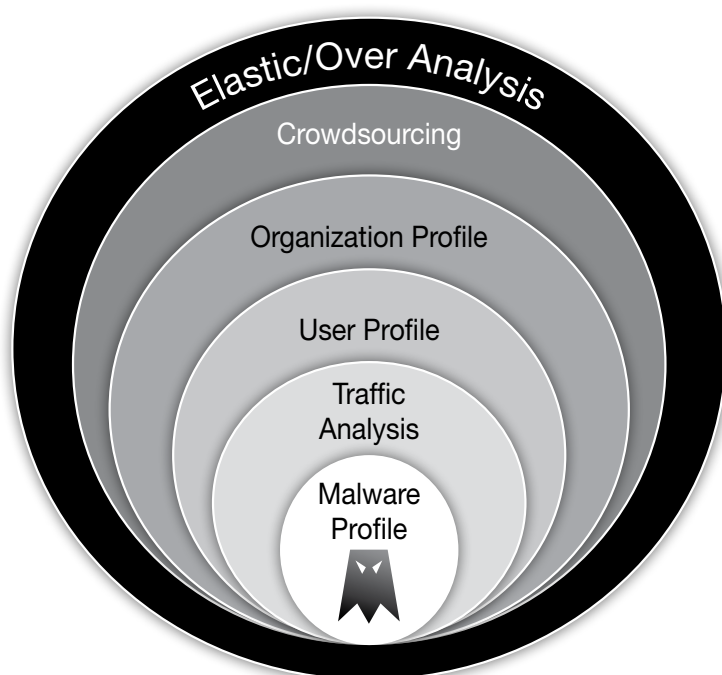 Elastic/Over Analysis
Crowdsourcing
Organization Profile
User Profile
Traffic
Analysis
Malware
Profile